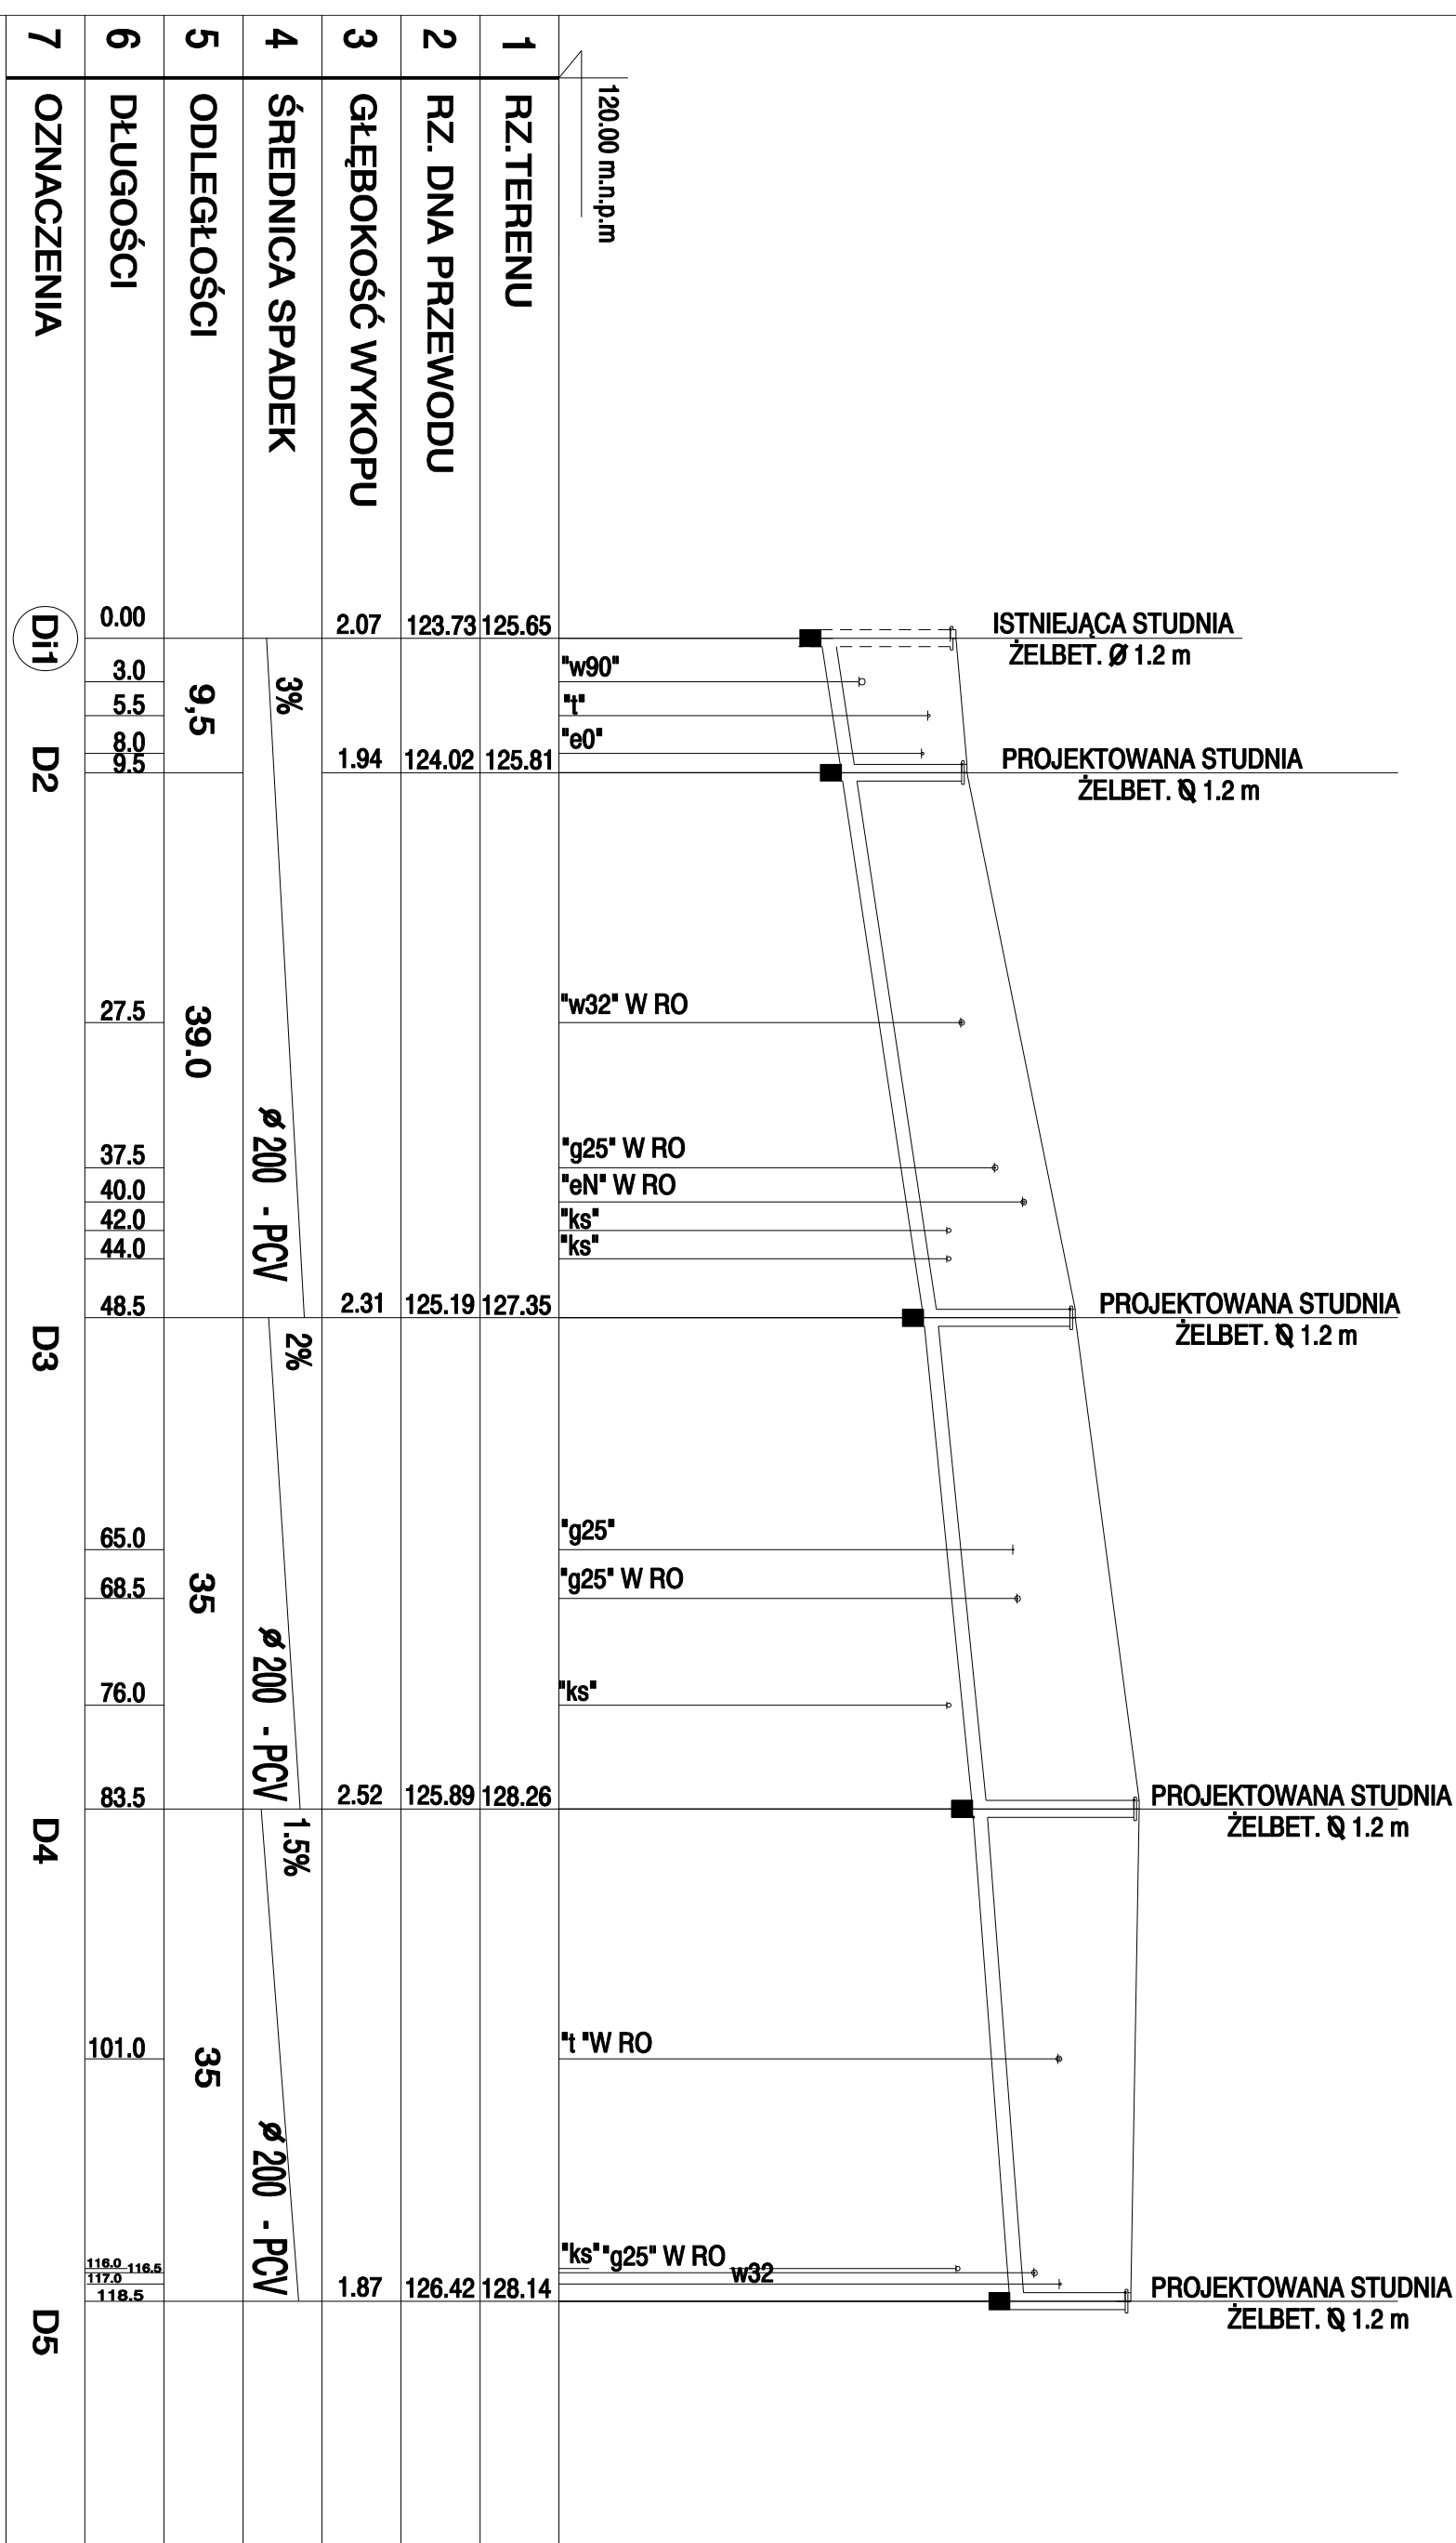 120.00 m.n.p.m
1 RZ.TERENU
2 RZ. DNA PRZEWODU
3 GŁĘBOKOŚĆ WYKOPU
4 ŚREDNICA SPADEK
5 ODLEGŁOŚCI
6 DŁUGOŚCI
7 OZNACZENIA
ISTNIEJĄCA STUDNIA
ŻELBET. Ø 1.2 m
0.00 2.07 123.73 125.65
Di1
3.0 "w90"
3%
9,5
5.5 "t"
8.0 "e0"
PROJEKTOWANA STUDNIA
ŻELBET. Ø 1.2 m
9.5 1.94 124.02 125.81
D2
27.5 "w32" W RO
39.0
ø 200 - PCV
37.5 "g25" W RO
40.0 "eN" W RO
42.0 "ks"
44.0 "ks"
PROJEKTOWANA STUDNIA
ŻELBET. Ø 1.2 m
48.5 2.31 125.19 127.35
D3
2%
65.0 "g25"
35
68.5 "g25" W RO
ø 200 - PCV
76.0 "ks"
PROJEKTOWANA STUDNIA
ŻELBET. Ø 1.2 m
83.5 2.52 125.89 128.26
D4
1.5%
101.0 "t "W RO
35
ø 200 - PCV
116.0 "ks"
116.5 "g25" W RO
117.0 w32
PROJEKTOWANA STUDNIA
ŻELBET. Ø 1.2 m
118.5 1.87 126.42 128.14
D5